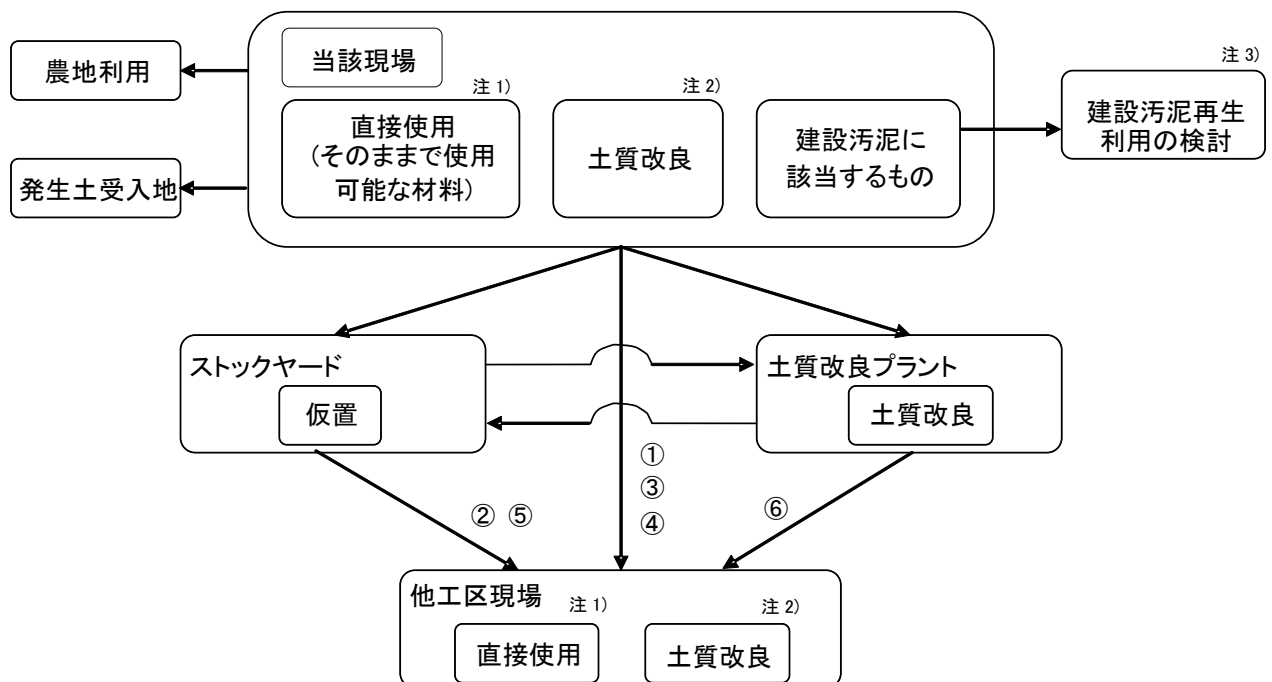 当該現場
農地利用
発生土受入地
注 1)
直接使用
(そのままで使用
可能な材料)
注 2)
土質改良
建設汚泥に
該当するもの
注 3)
建設汚泥再生
利用の検討
ストックヤード
仮置
土質改良プラント
土質改良
①
③
④
② ⑤
⑥
他工区現場
注 1)
直接使用
注 2)
土質改良